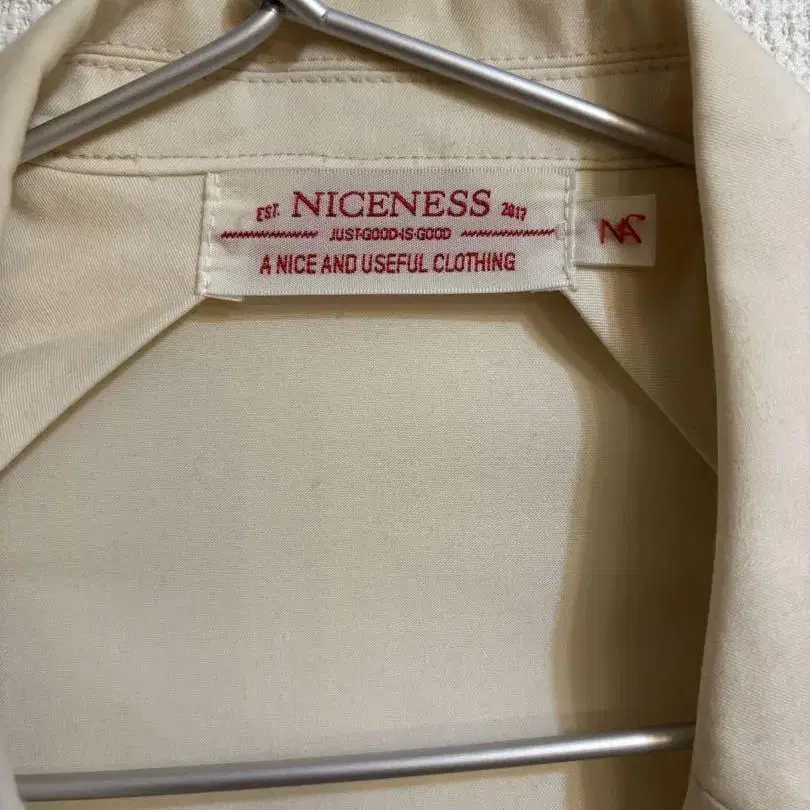 EST. NICENESS 2017
JUST·GOOD·IS·GOOD
A NICE AND USEFUL CLOTHING